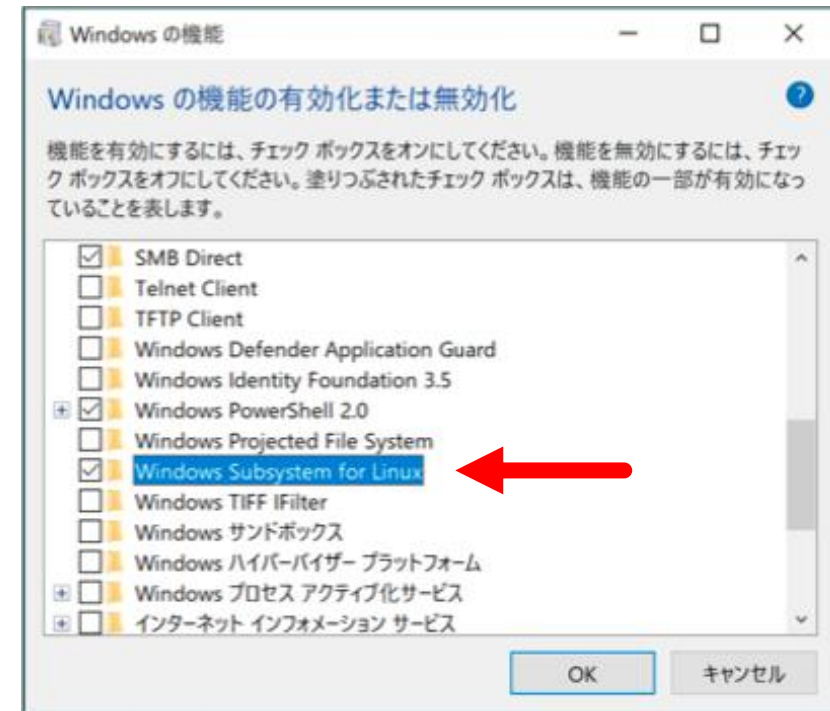 Windows の機能
Windows の機能の有効化または無効化
機能を有効にするには、チェック ボックスをオンにしてください。機能を無効にするには、チェッ
ク ボックスをオフにしてください。塗りつぶされたチェック ボックスは、機能の一部が有効になっ
ていることを表します。
SMB Direct
Telnet Client
TFTP Client
Windows Defender Application Guard
Windows Identity Foundation 3.5
Windows PowerShell 2.0
Windows Projected File System
Windows Subsystem for Linux
Windows TIFF IFilter
Windows サンドボックス
Windows ハイパーバイザー プラットフォーム
Windows プロセス アクティブ化サービス
インターネット インフォメーション サービス
OK キャンセル